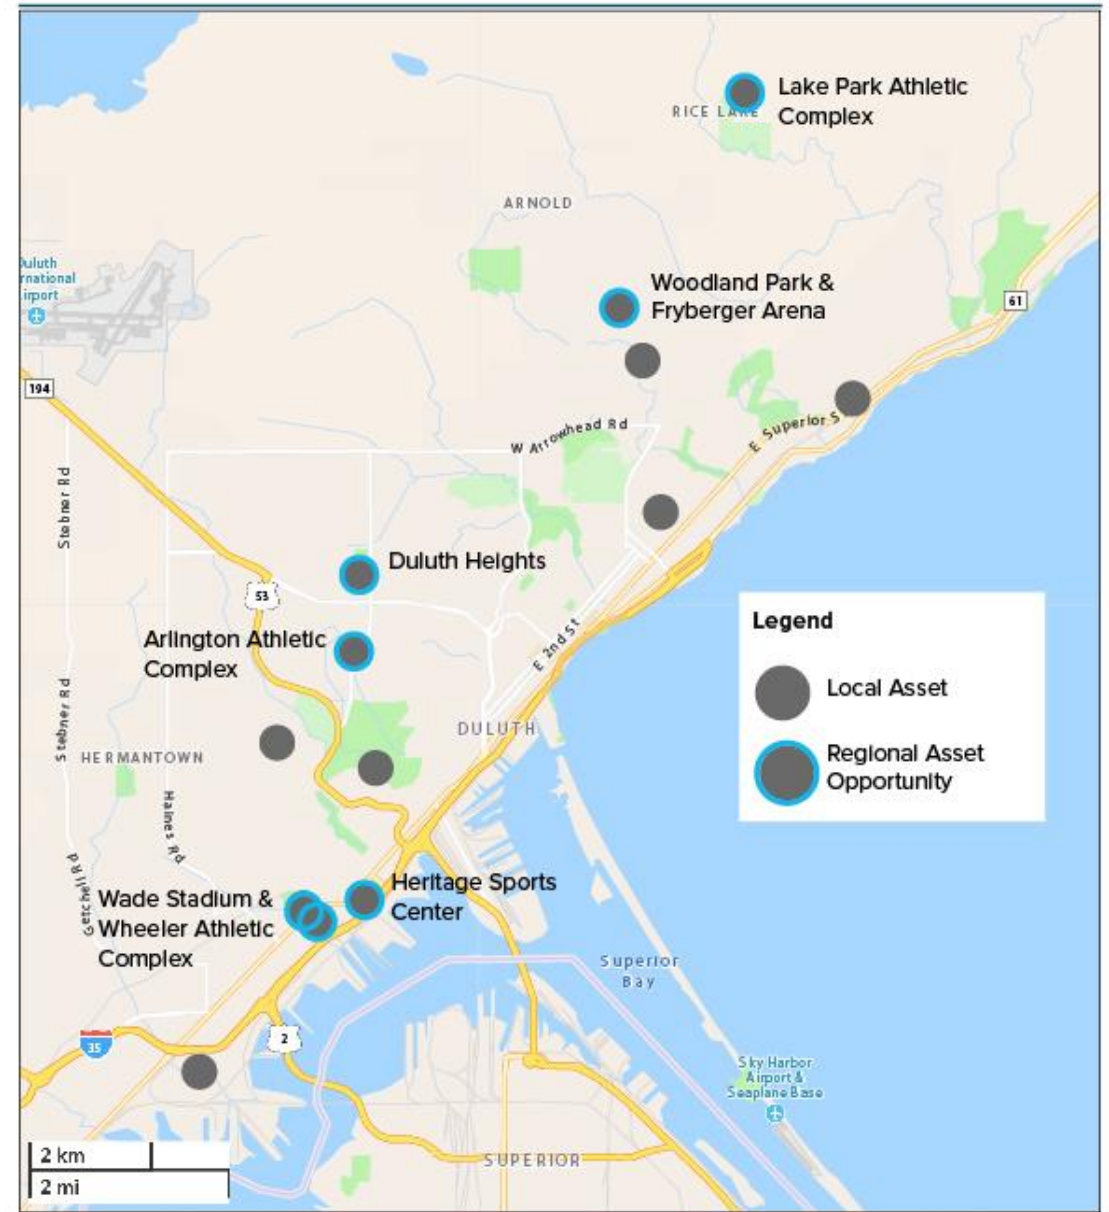 Lake Park Athletic
Complex
RICE LAKE
ARNOLD
Duluth
International
Airport
Woodland Park &
Fryberger Arena
61
194
W Arrowhead Rd
E Superior S
Stebner Rd
Duluth Heights
53
Arlington Athletic
Complex
E 2nd St
Legend
Local Asset
Regional Asset
Opportunity
Stebner Rd
DULUTH
HERMANTOWN
Haines Rd
Getchell Rd
Heritage Sports
Center
Wade Stadium &
Wheeler Athletic
Complex
Superior
Bay
35
2
Sky Harbor
Airport &
Seaplane Base
2 km
2 mi
SUPERIOR